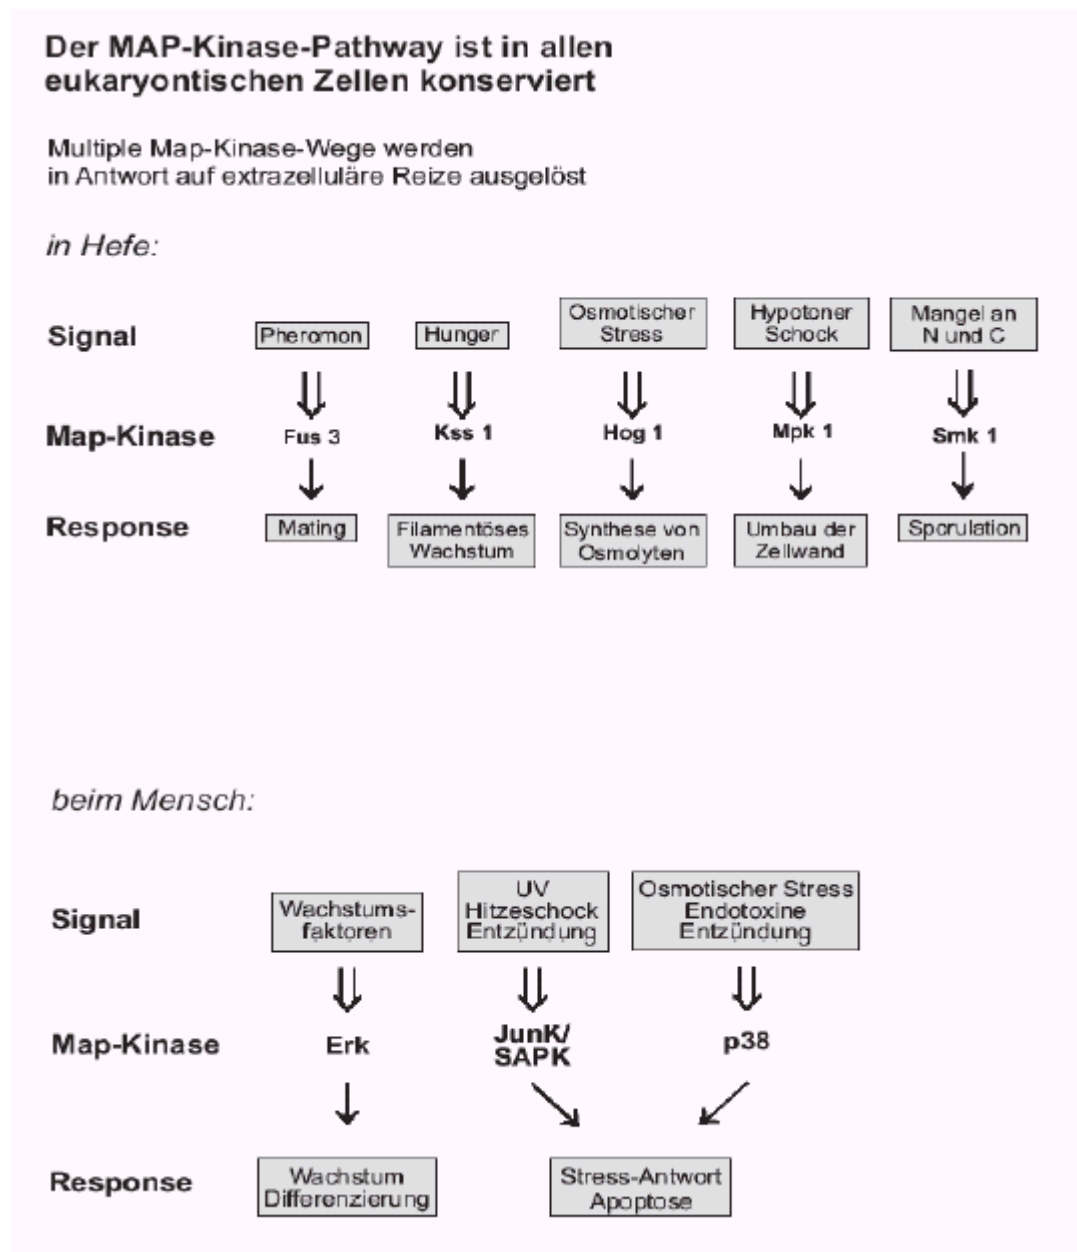 Der MAP-Kinase-Pathway ist in allen
eukaryontischen Zellen konserviert
Multiple Map-Kinase-Wege werden
in Antwort auf extrazelluläre Reize ausgelöst
in Hefe:
Signal
Pheromon
Hunger
Osmotischer
Stress
Hypotoner
Schock
Mangel an
N und C
Map-Kinase
Fus 3
Kss 1
Hog 1
Mpk 1
Smk 1
Response
Mating
Filamentöses
Wachstum
Synthese von
Osmolyten
Umbau der
Zellwand
Sporulation
beim Mensch:
Signal
Wachstums-
faktoren
UV
Hitzeschock
Entzündung
Osmotischer Stress
Endotoxine
Entzündung
Map-Kinase
Erk
JunK/
SAPK
p38
Response
Wachstum
Differenzierung
Stress-Antwort
Apoptose